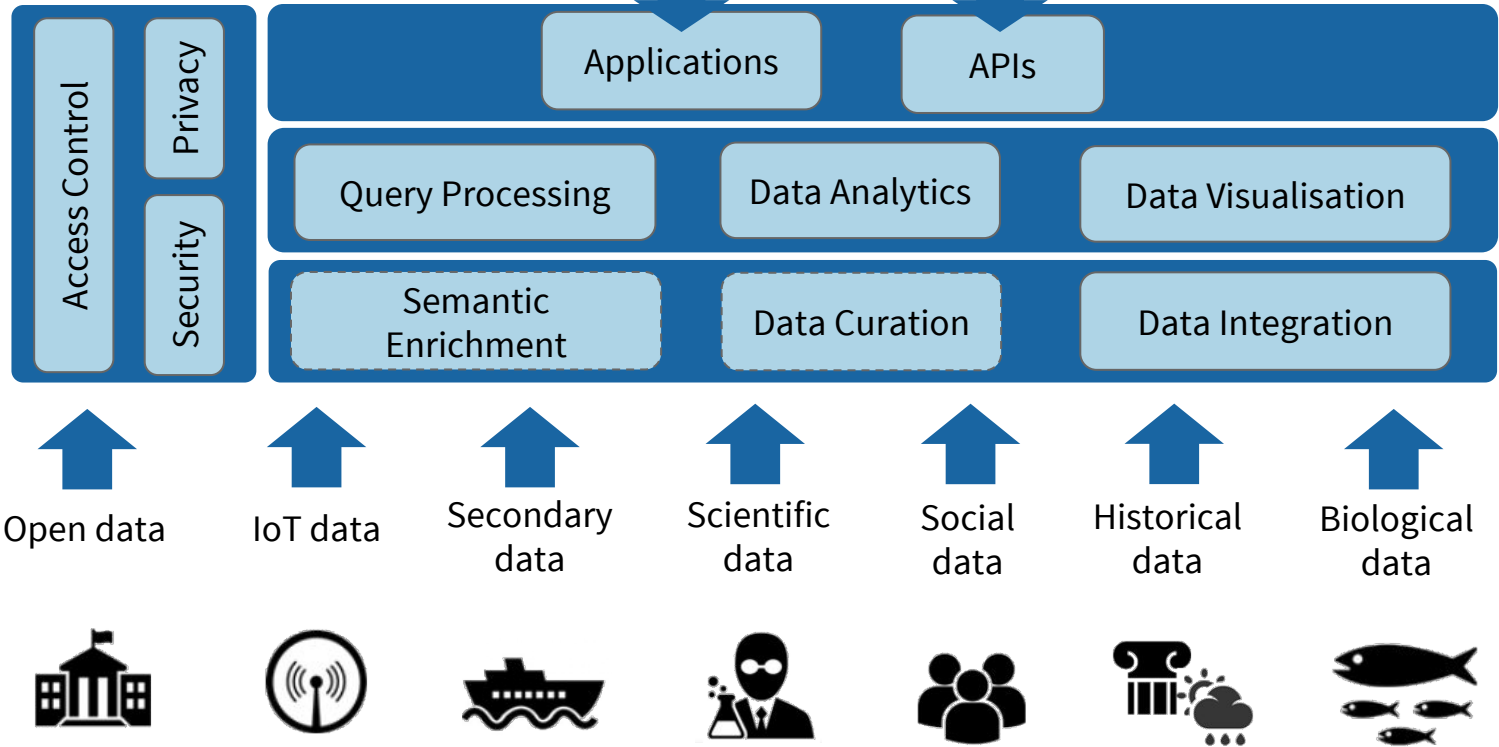 Access Control
Privacy
Security
Applications
APIs
Query Processing
Data Analytics
Data Visualisation
Semantic
Enrichment
Data Curation
Data Integration
Open data
IoT data
Secondary
data
Scientific
data
Social
data
Historical
data
Biological
data